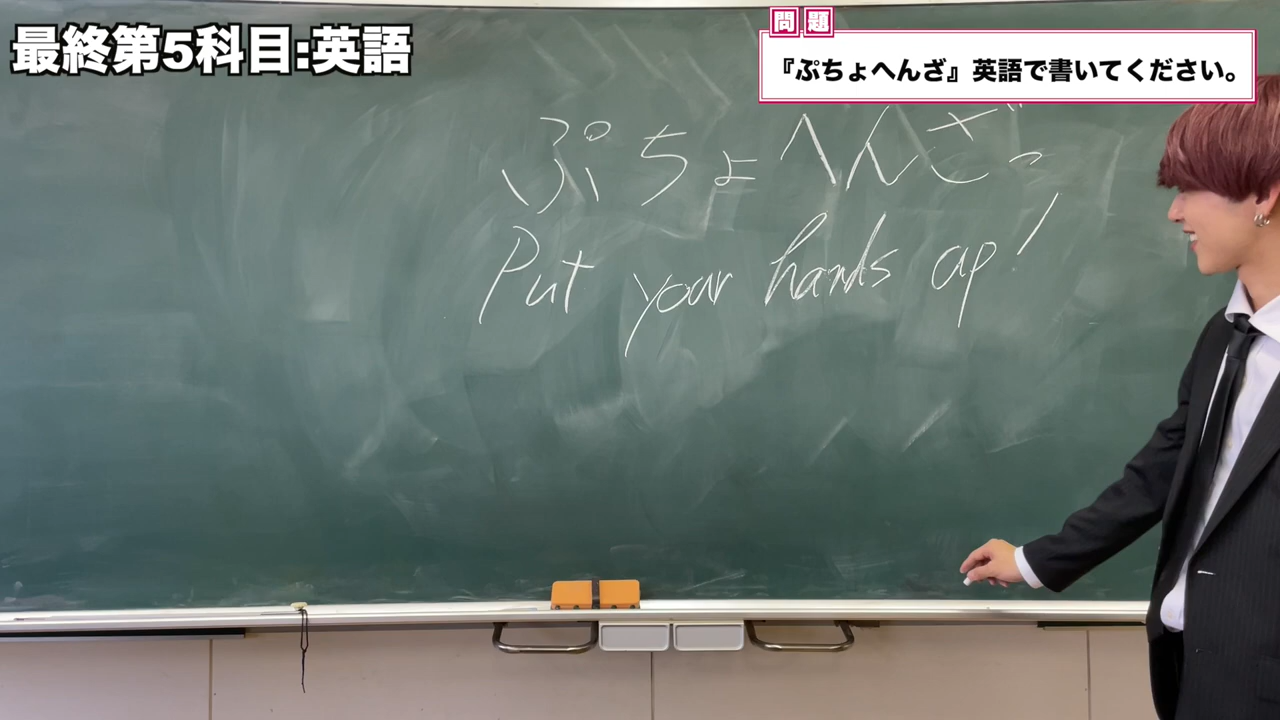 最終第5科目:英語
問題
『ぷちょへんざ』英語で書いてください。
ぷちょへんざっ
Put your hands up!